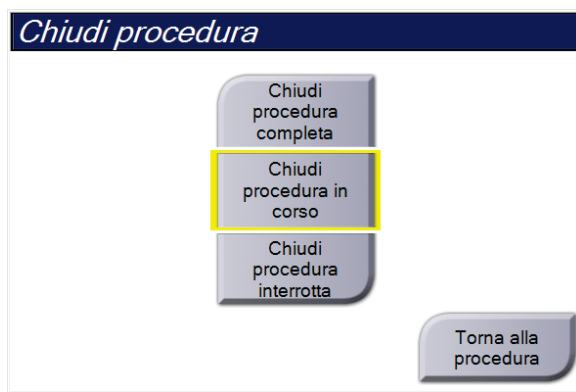 Chiudi procedura
Chiudi
procedura
completa
Chiudi
procedura in
corso
Chiudi
procedura
interrotta
Torna alla
procedura